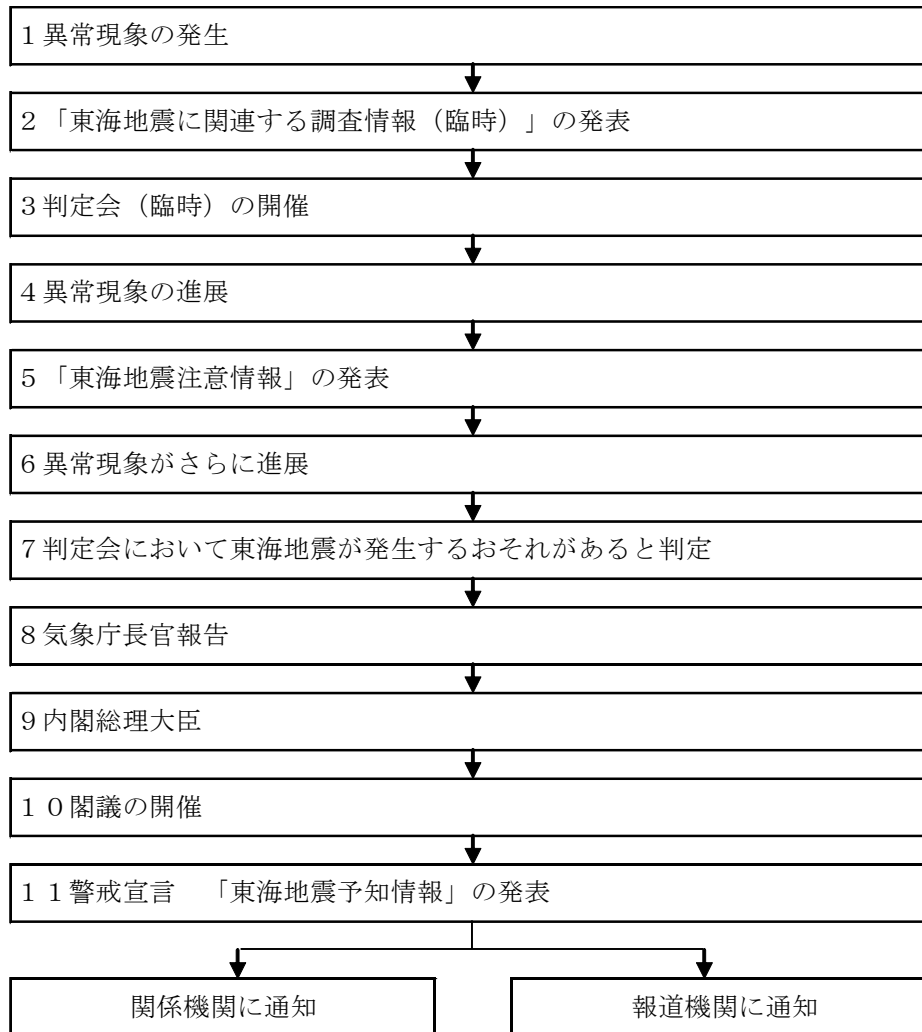 １異常現象の発生
２「東海地震に関連する調査情報（臨時）」の発表
３判定会（臨時）の開催
４異常現象の進展
５「東海地震注意情報」の発表
６異常現象がさらに進展
７判定会において東海地震が発生するおそれがあると判定
８気象庁長官報告
９内閣総理大臣
１０閣議の開催
１１警戒宣言　「東海地震予知情報」の発表
関係機関に通知
報道機関に通知